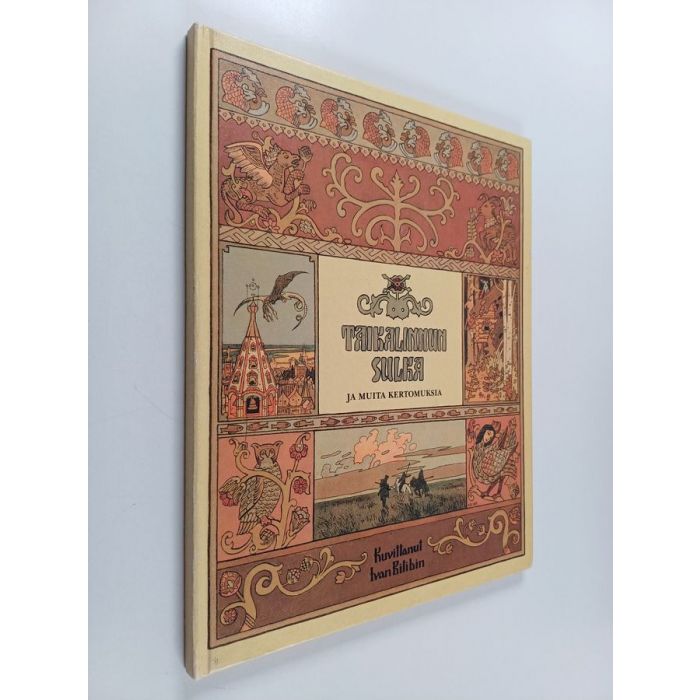 TAIKALINNUN
SULKA
JA MUITA KERTOMUKSIA
Kuvittanut
Ivan Bilibin